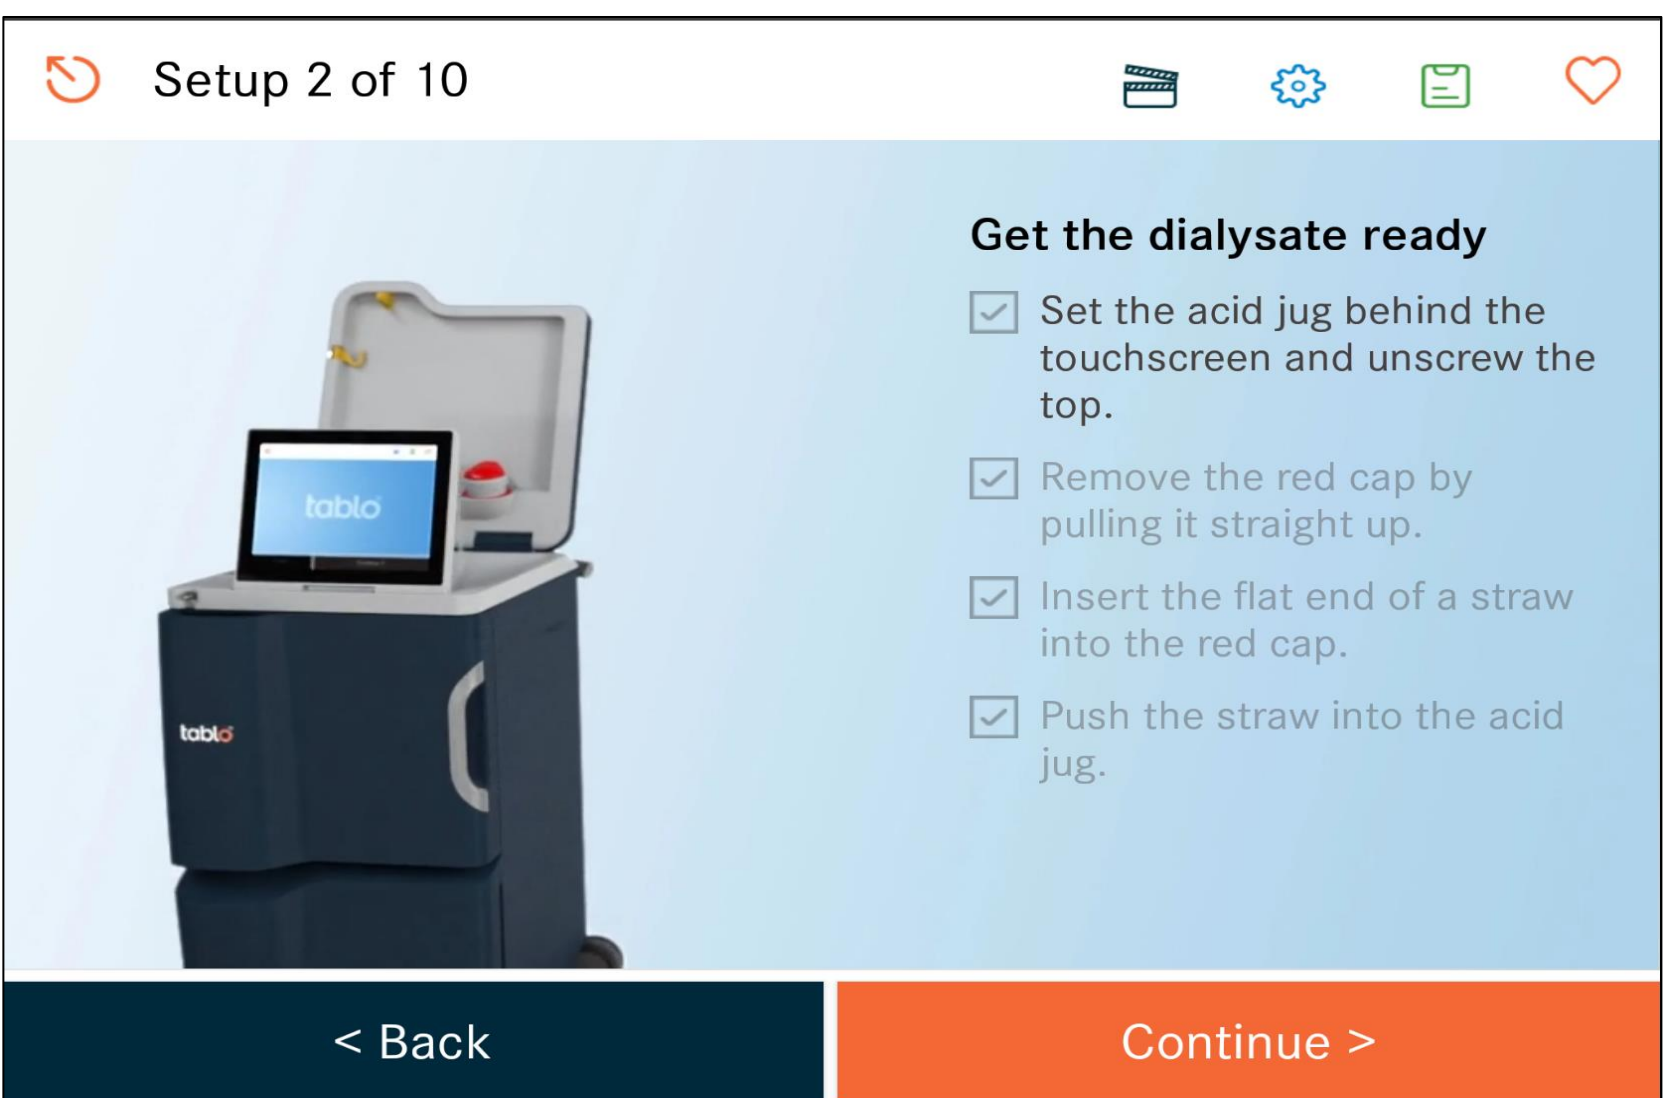 Setup 2 of 10
Get the dialysate ready
Set the acid jug behind the
touchscreen and unscrew the
top.
Remove the red cap by
pulling it straight up.
Insert the flat end of a straw
into the red cap.
Push the straw into the acid
jug.
tablo
tablo
< Back
Continue >